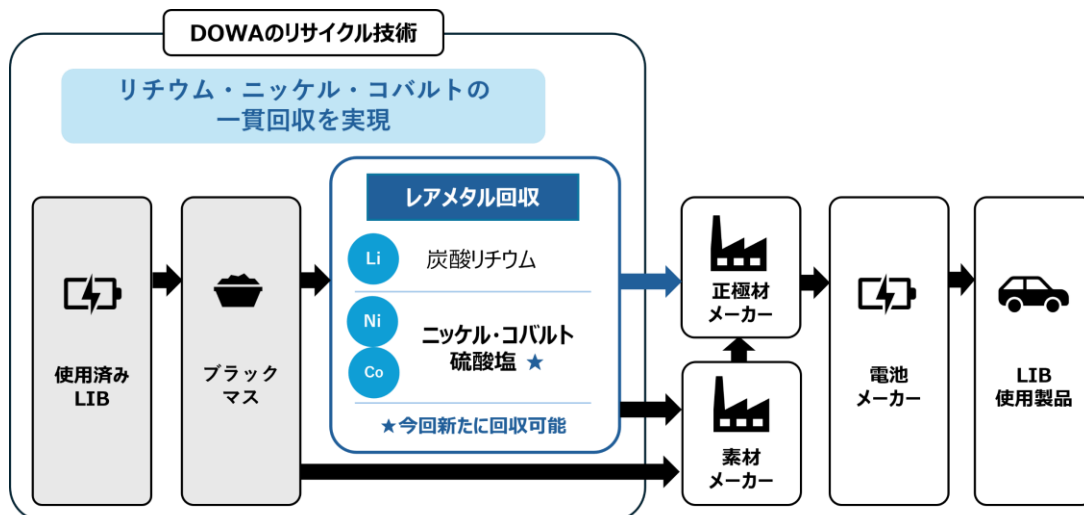 DOWAのリサイクル技術
リチウム・ニッケル・コバルトの
一貫回収を実現
レアメタル回収
Li
炭酸リチウム
Ni
Co
ニッケル・コバルト
硫酸塩 ★
★今回新たに回収可能
使用済み
LIB
ブラック
マス
正極材
メーカー
素材
メーカー
電池
メーカー
LIB
使用製品